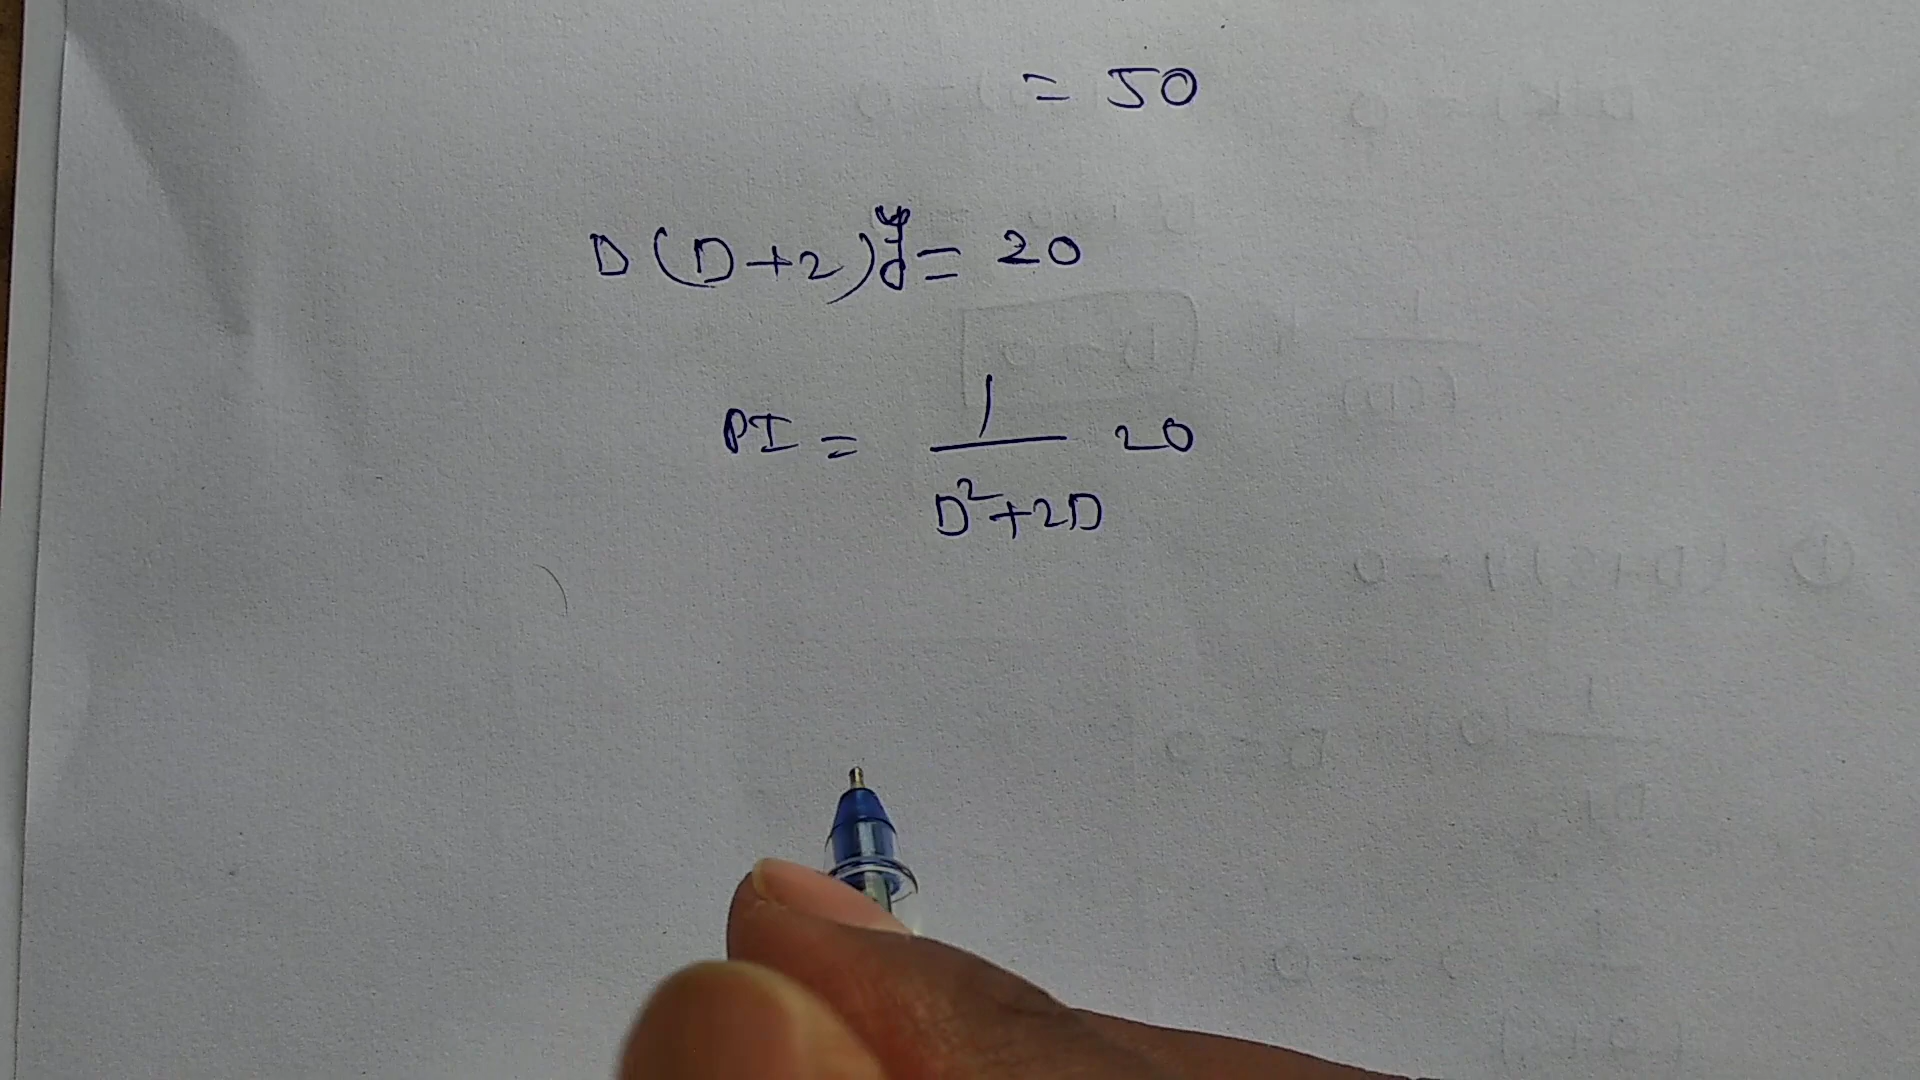 = 50
D(D+2)y = 20
PI = 1/(D²+2D) 20